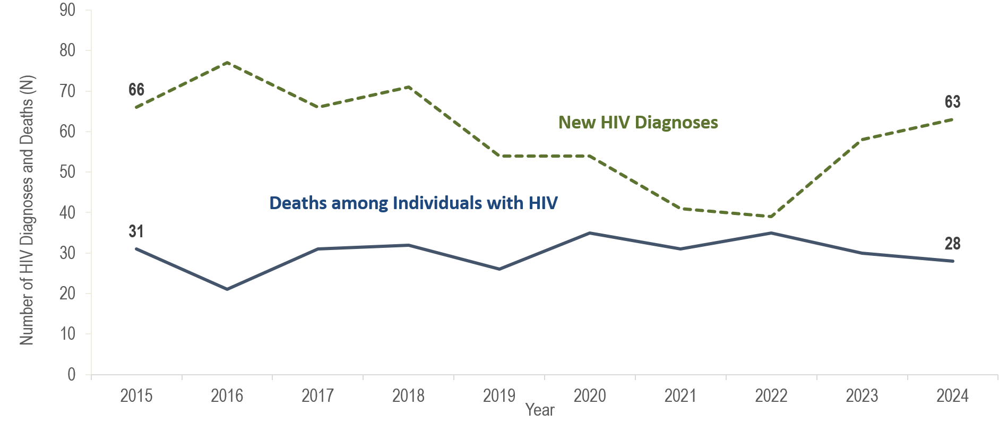 Number of HIV Diagnoses and Deaths (N)
90
80
70
60
50
40
30
20
10
0
66
63
New HIV Diagnoses
Deaths among Individuals with HIV
31
28
2015 2016 2017 2018 2019 2020 2021 2022 2023 2024
Year